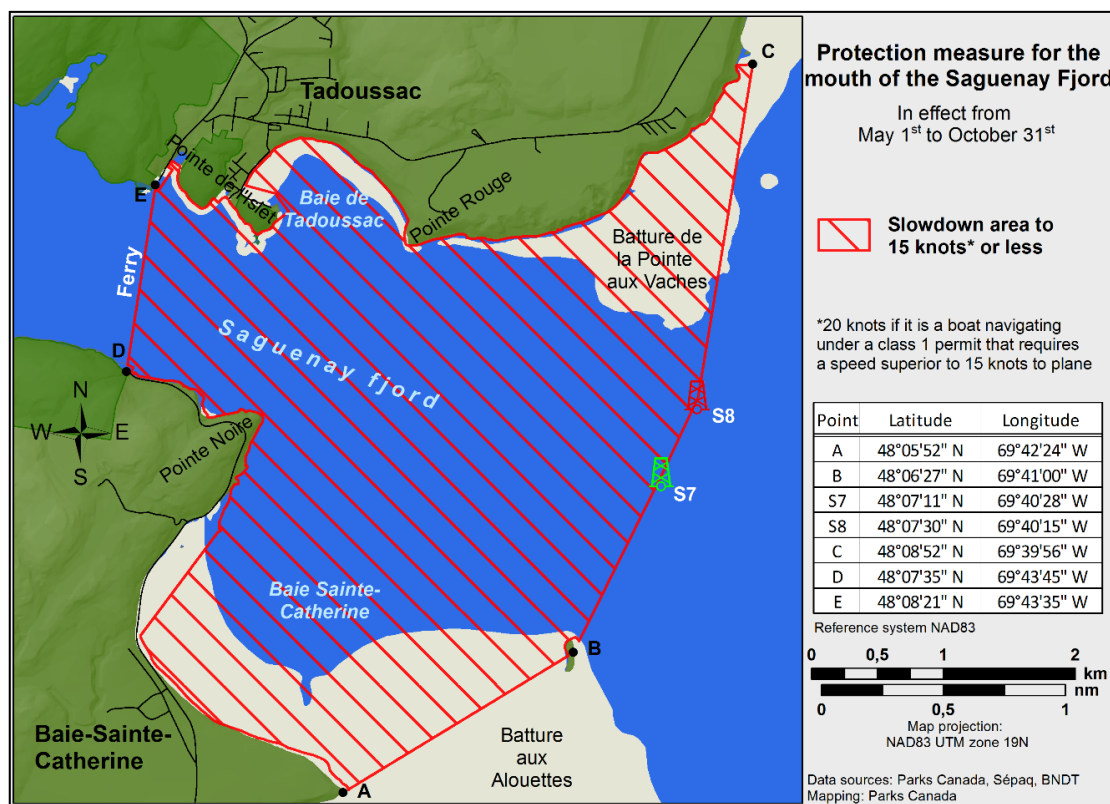 C
Tadoussac
Pointe de l'Islet
E
Baie de
Tadoussac
Pointe Rouge
Batture de
la Pointe
aux Vaches
Ferry
Saguenay fjord
D
N
W E
S
Pointe Noire
S8
S7
Baie Sainte-
Catherine
B
Baie-Sainte-
Catherine
Batture
aux
Alouettes
A
Protection measure for the
mouth of the Saguenay Fjord
In effect from
May 1st to October 31st
Slowdown area to
15 knots* or less
*20 knots if it is a boat navigating
under a class 1 permit that requires
a speed superior to 15 knots to plane
Point Latitude Longitude
A 48°05'52" N 69°42'24" W
B 48°06'27" N 69°41'00" W
S7 48°07'11" N 69°40'28" W
S8 48°07'30" N 69°40'15" W
C 48°08'52" N 69°39'56" W
D 48°07'35" N 69°43'45" W
E 48°08'21" N 69°43'35" W
Reference system NAD83
0 0,5 1 2
km
nm
0 0,5 1
Map projection:
NAD83 UTM zone 19N
Data sources: Parks Canada, Sépaq, BNDT
Mapping: Parks Canada